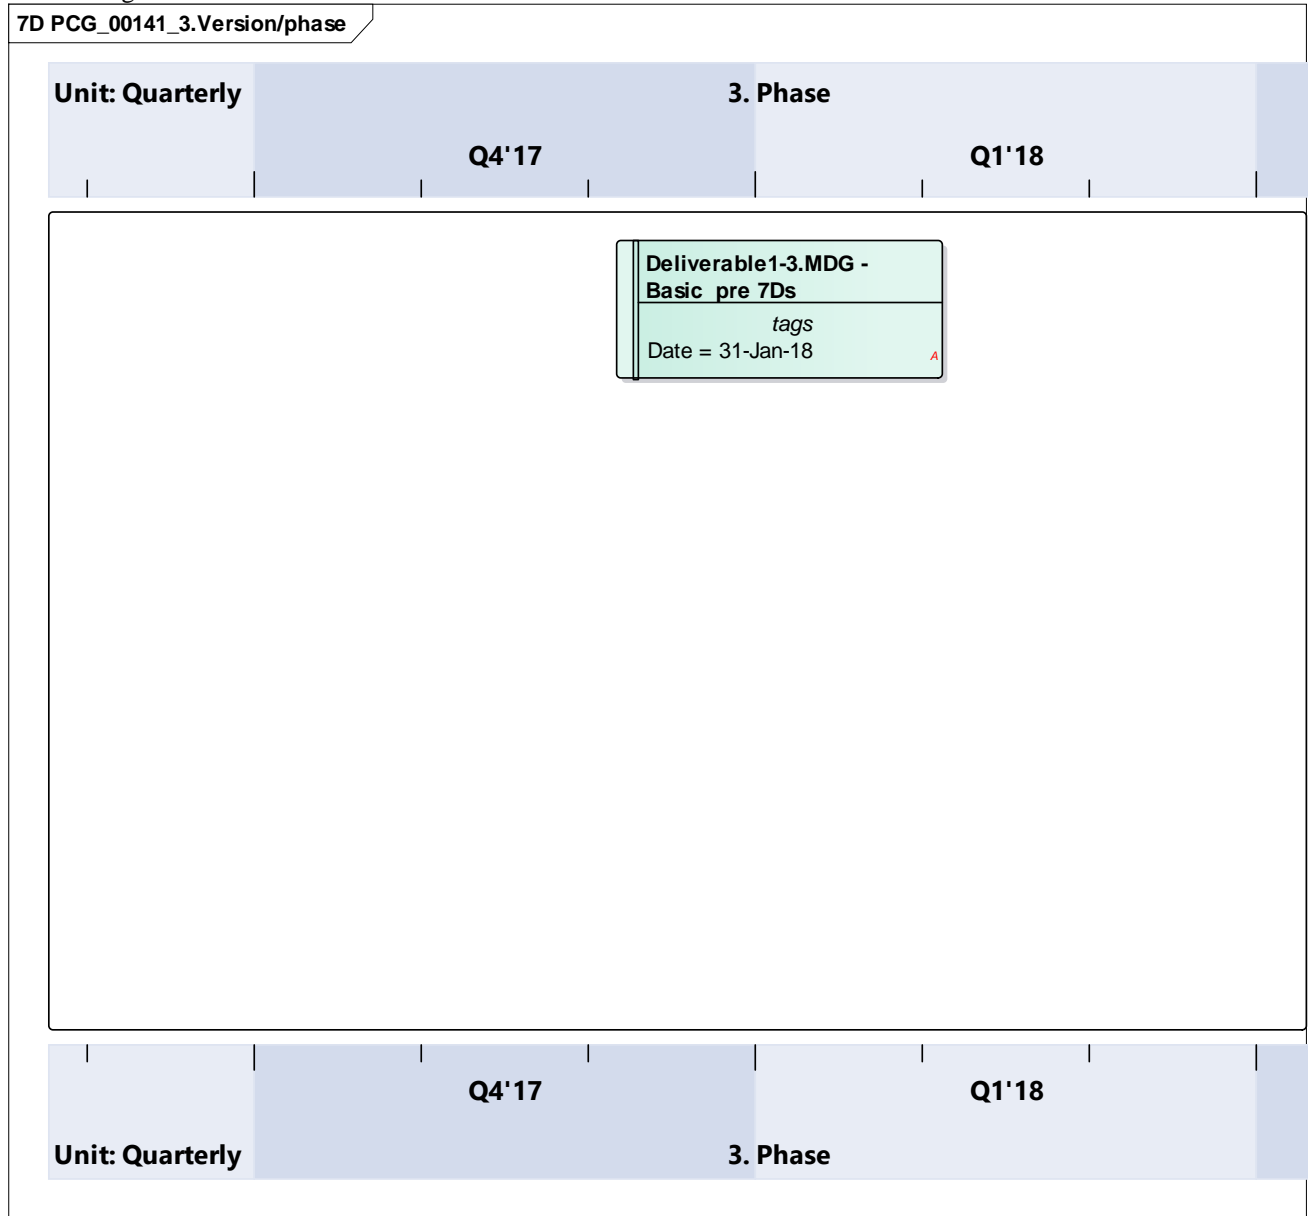 7D PCG_00141_3.Version/phase
Unit: Quarterly 3. Phase
Q4'17 Q1'18
Deliverable1-3.MDG -
Basic pre 7Ds
tags
Date = 31-Jan-18
A
Q4'17 Q1'18
Unit: Quarterly 3. Phase